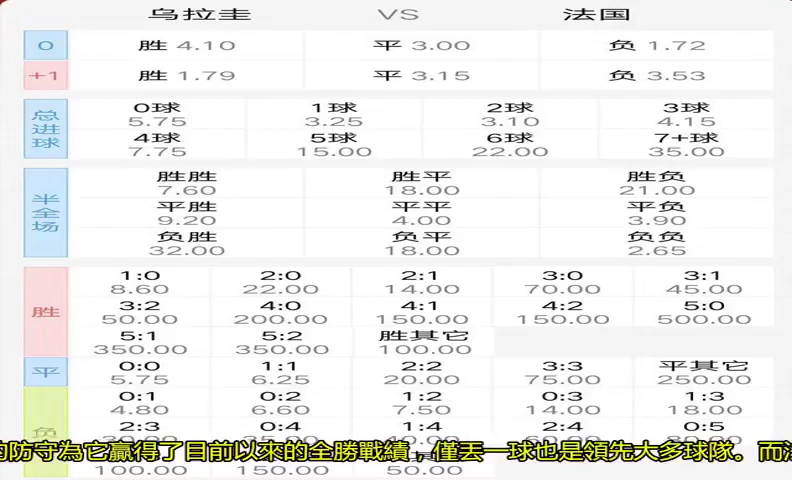 乌拉圭 VS 法国
0 胜 4.10 平 3.00 负 1.72
+1 胜 1.79 平 3.15 负 3.53
总进球
0球 1球 2球 3球
5.75 3.25 3.10 4.15
4球 5球 6球 7+球
7.75 15.00 22.00 35.00
半全场
胜胜 胜平 胜负
7.60 18.00 21.00
平胜 平平 平负
9.20 4.00 3.90
负胜 负平 负负
32.00 18.00 2.65
胜
1:0 2:0 2:1 3:0 3:1
8.60 22.00 14.00 70.00 45.00
3:2 4:0 4:1 4:2 5:0
50.00 200.00 150.00 150.00 500.00
5:1 5:2 胜其它
350.00 350.00 100.00
平
0:0 1:1 2:2 3:3 平其它
5.75 6.25 20.00 75.00 250.00
负
0:1 0:2 1:2 0:3 1:3
4.80 6.60 7.50 14.00 18.00
2:3 0:4 1:4 2:4 0:5
的防守為它贏得了目前以來的全勝戰績，僅丟一球也是領先大多球隊。而
100.00 150.00 50.00